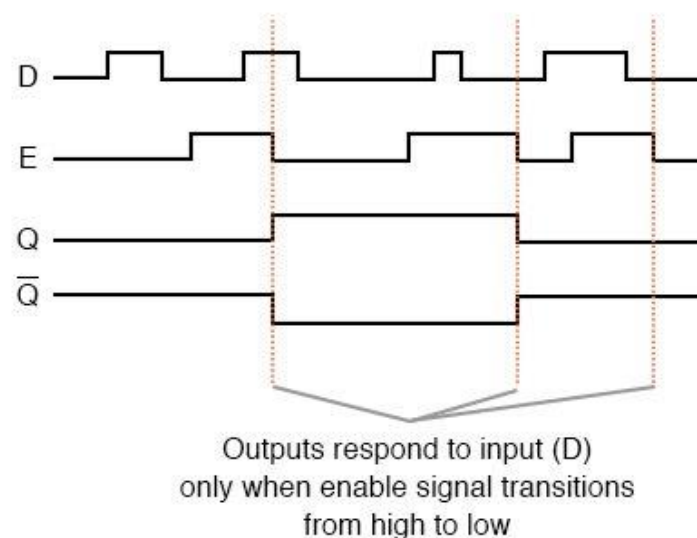 D
E
Q
Q̅
Outputs respond to input (D)
only when enable signal transitions
from high to low